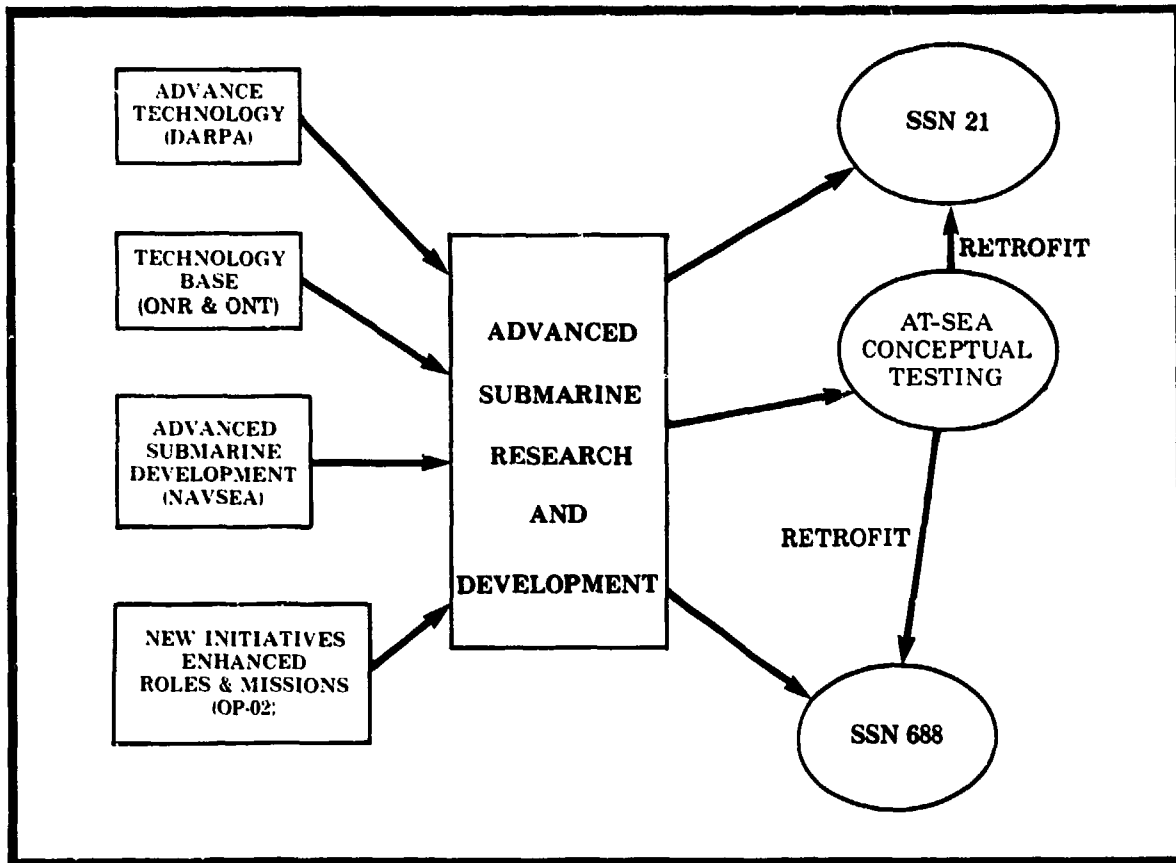 ADVANCE
TECHNOLOGY
(DARPA)
TECHNOLOGY
BASE
(ONR & ONT)
ADVANCED
SUBMARINE
DEVELOPMENT
(NAVSEA)
NEW INITIATIVES
ENHANCED
ROLES & MISSIONS
(OP-02)
ADVANCED
SUBMARINE
RESEARCH
AND
DEVELOPMENT
SSN 21
RETROFIT
AT-SEA
CONCEPTUAL
TESTING
RETROFIT
SSN 688